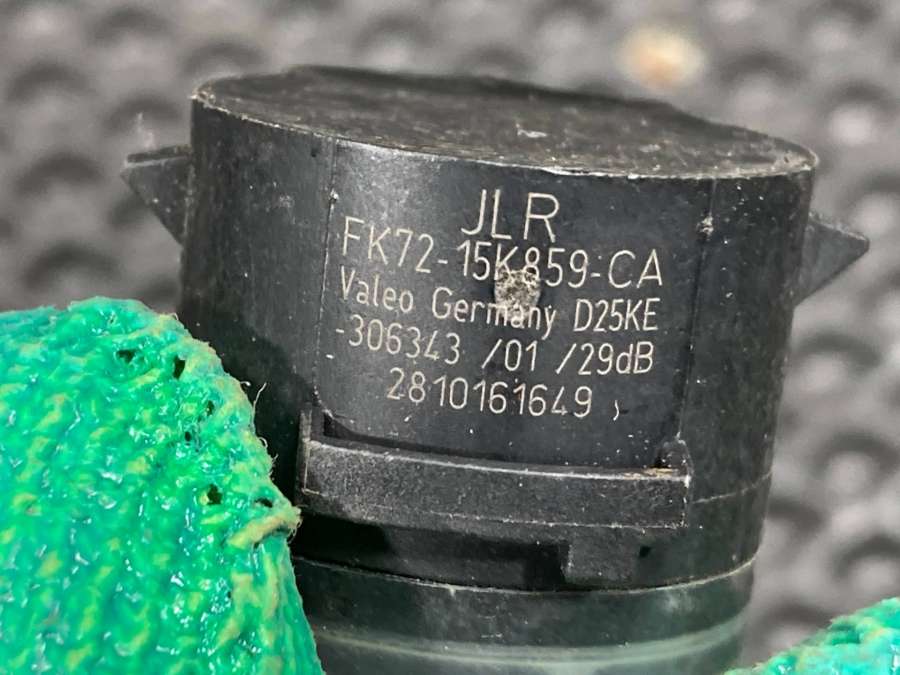 JLR
FK72-15K859-CA
Valeo Germany D25KE
-306343 /01 /29dB
2810161649